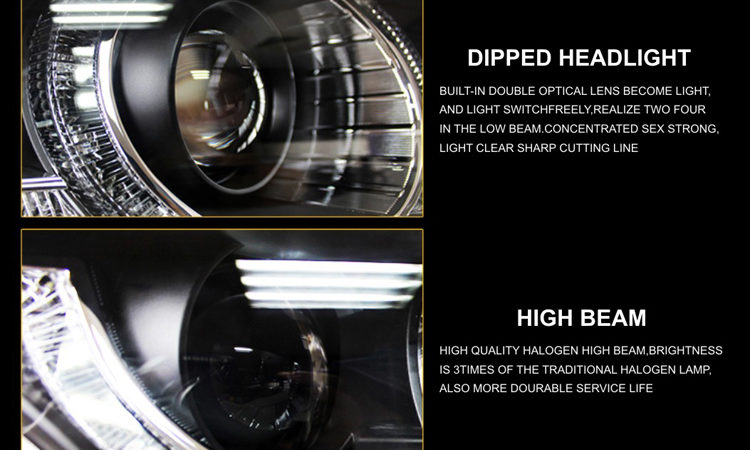 DIPPED HEADLIGHT
BUILT-IN DOUBLE OPTICAL LENS BECOME LIGHT,
AND LIGHT SWITCHFREELY,REALIZE TWO FOUR
IN THE LOW BEAM.CONCENTRATED SEX STRONG,
LIGHT CLEAR SHARP CUTTING LINE
HIGH BEAM
HIGH QUALITY HALOGEN HIGH BEAM,BRIGHTNESS
IS 3TIMES OF THE TRADITIONAL HALOGEN LAMP,
ALSO MORE DOURABLE SERVICE LIFE